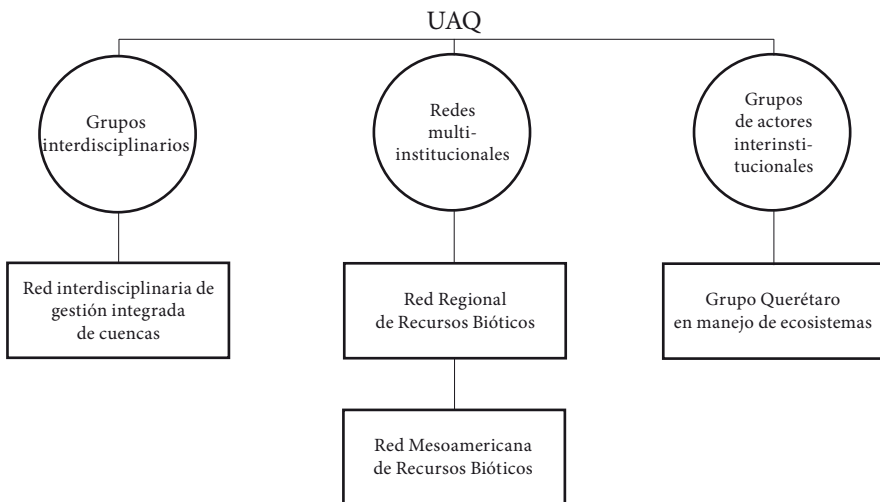 UAQ
Grupos
interdisciplinarios
Redes
multi-
institucionales
Grupos
de actores
interinsti-
tucionales
Red interdisciplinaria de
gestión integrada
de cuencas
Red Regional
de Recursos Bióticos
Grupo Querétaro
en manejo de ecosistemas
Red Mesoamericana
de Recursos Bióticos